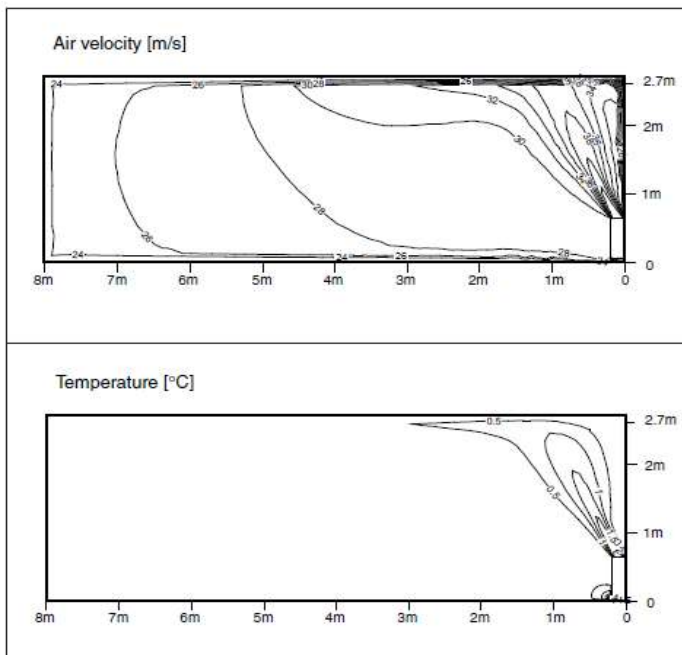 Air velocity [m/s]
24 26 30 28 26 2.7m
32 2m
30
38 36
28 1m
26
24 24 26 28 0
8m 7m 6m 5m 4m 3m 2m 1m 0
Temperature [°C]
0.5 2.7m
2m
0.5 1
1m
0
8m 7m 6m 5m 4m 3m 2m 1m 0